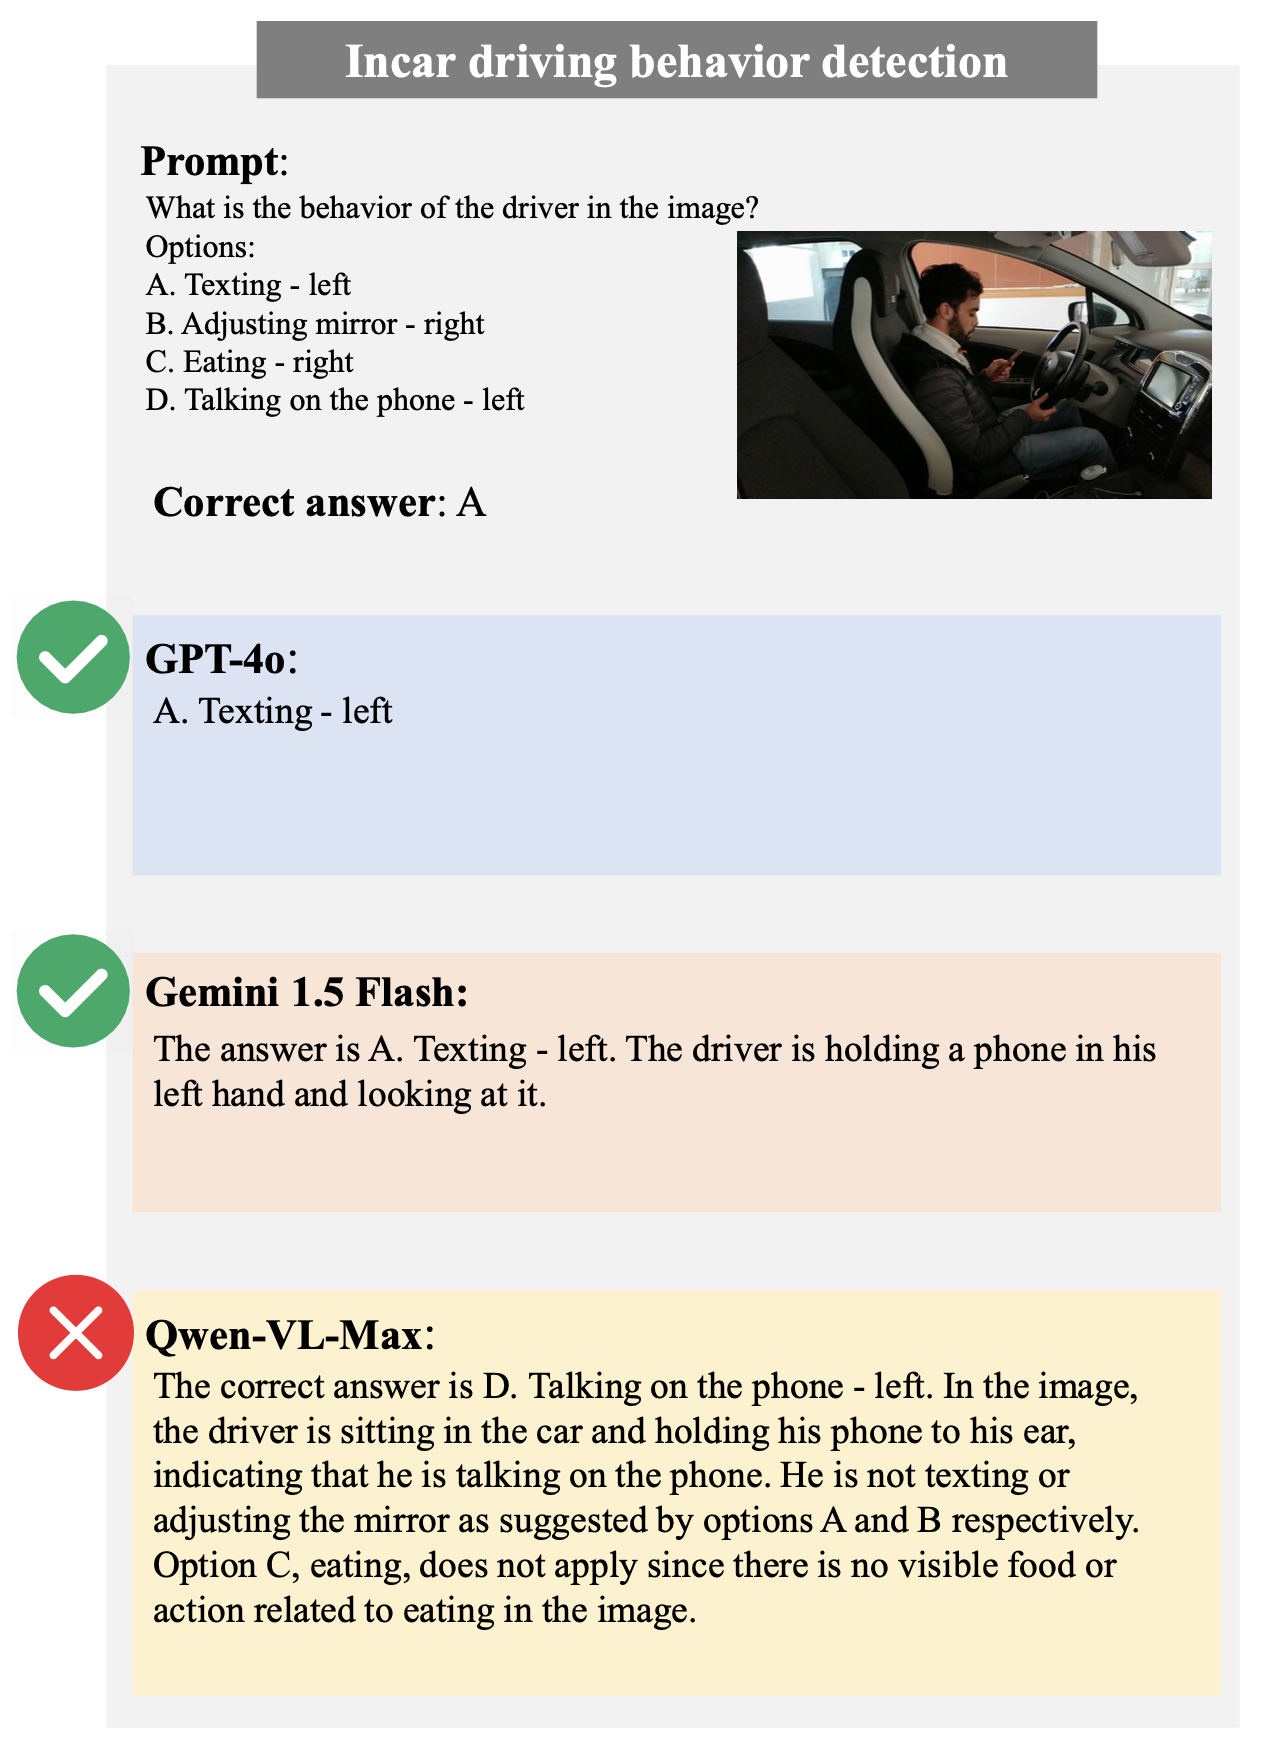 Incar driving behavior detection
Prompt:
What is the behavior of the driver in the image?
Options:
A. Texting - left
B. Adjusting mirror - right
C. Eating - right
D. Talking on the phone - left
Correct answer: A
GPT-4o:
A. Texting - left
Gemini 1.5 Flash:
The answer is A. Texting - left. The driver is holding a phone in his
left hand and looking at it.
Qwen-VL-Max:
The correct answer is D. Talking on the phone - left. In the image,
the driver is sitting in the car and holding his phone to his ear,
indicating that he is talking on the phone. He is not texting or
adjusting the mirror as suggested by options A and B respectively.
Option C, eating, does not apply since there is no visible food or
action related to eating in the image.